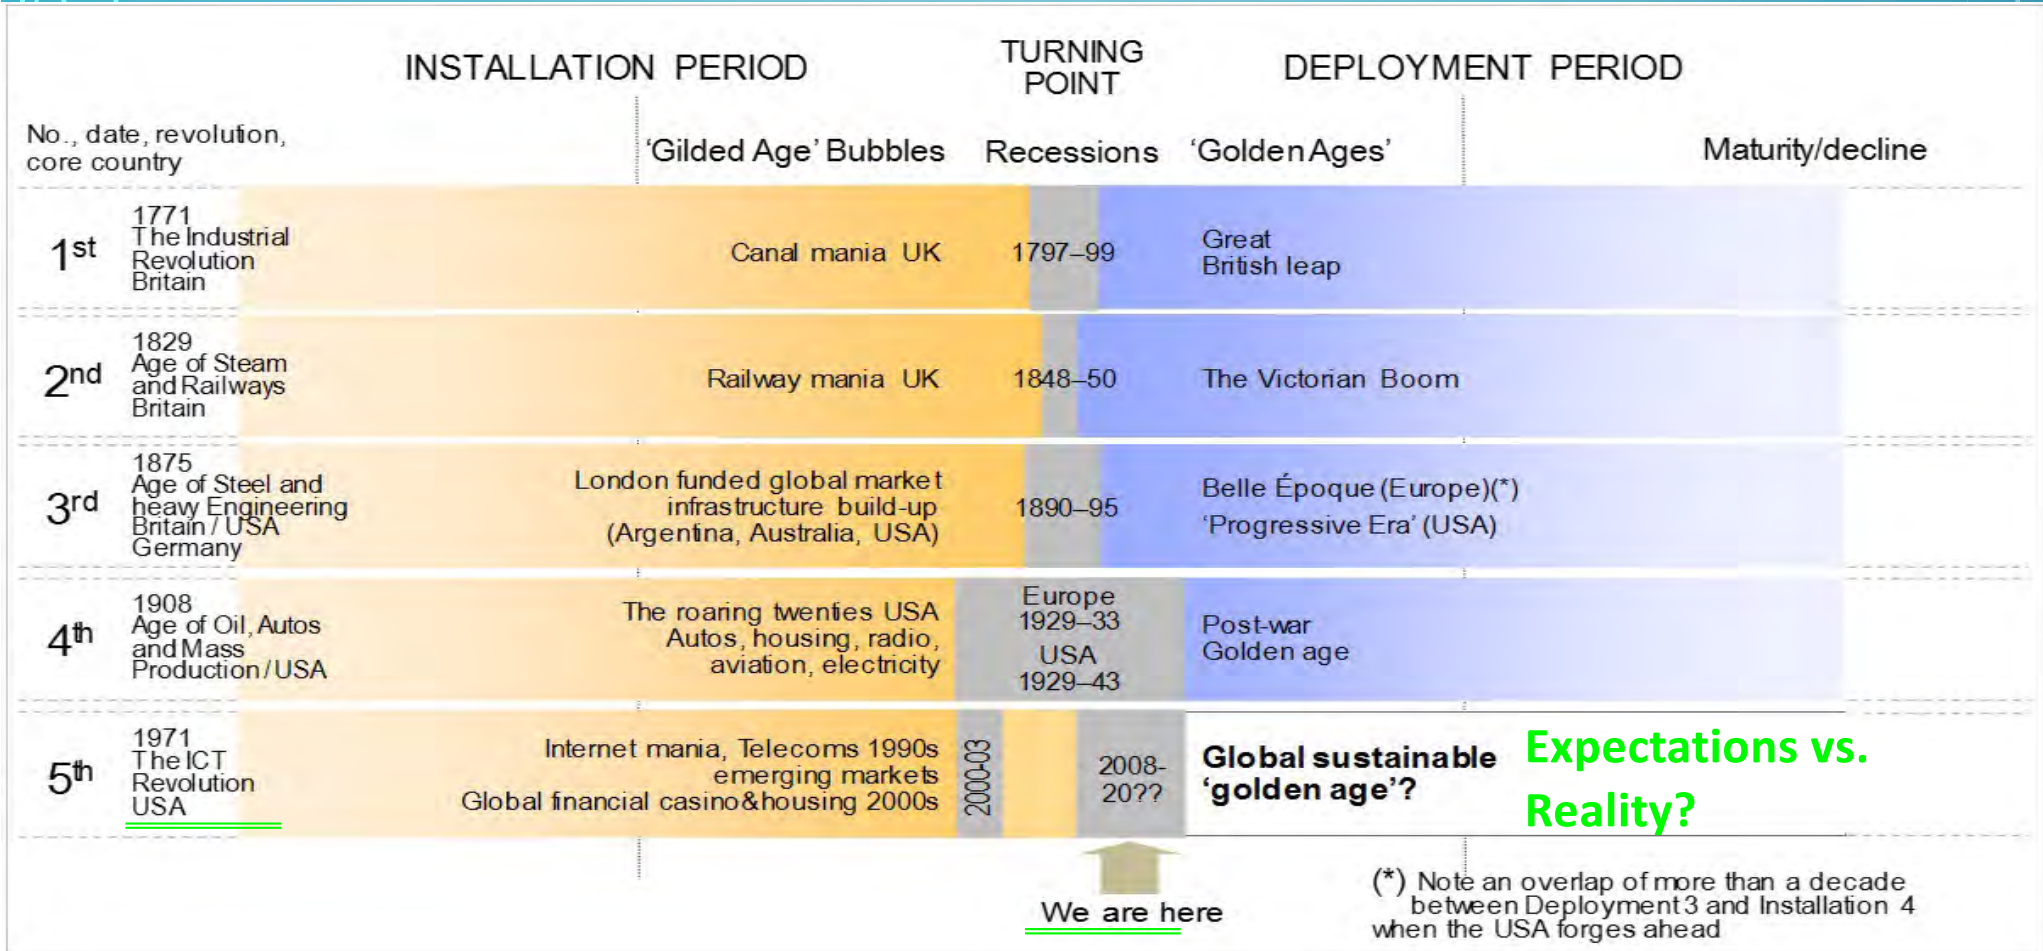 INSTALLATION PERIOD
TURNING
POINT
DEPLOYMENT PERIOD
No., date, revolution,
core country
‘Gilded Age’ Bubbles
Recessions
‘Golden Ages’
Maturity/decline
1st
1771
The Industrial
Revolution
Britain
Canal mania UK
1797–99
Great
British leap
2nd
1829
Age of Steam
and Railways
Britain
Railway mania UK
1848–50
The Victorian Boom
3rd
1875
Age of Steel and
heavy Engineering
Britain / USA
Germany
London funded global market
infrastructure build-up
(Argentina, Australia, USA)
1890–95
Belle Époque (Europe)(*)
‘Progressive Era’ (USA)
4th
1908
Age of Oil, Autos
and Mass
Production / USA
The roaring twenties USA
Autos, housing, radio,
aviation, electricity
Europe
1929–33
USA
1929–43
Post-war
Golden age
5th
1971
The ICT
Revolution
USA
Internet mania, Telecoms 1990s
emerging markets
Global financial casino&housing 2000s
2000-03
2008-
20??
Global sustainable
‘golden age’?
Expectations vs.
Reality?
We are here
(*) Note an overlap of more than a decade
between Deployment 3 and Installation 4
when the USA forges ahead